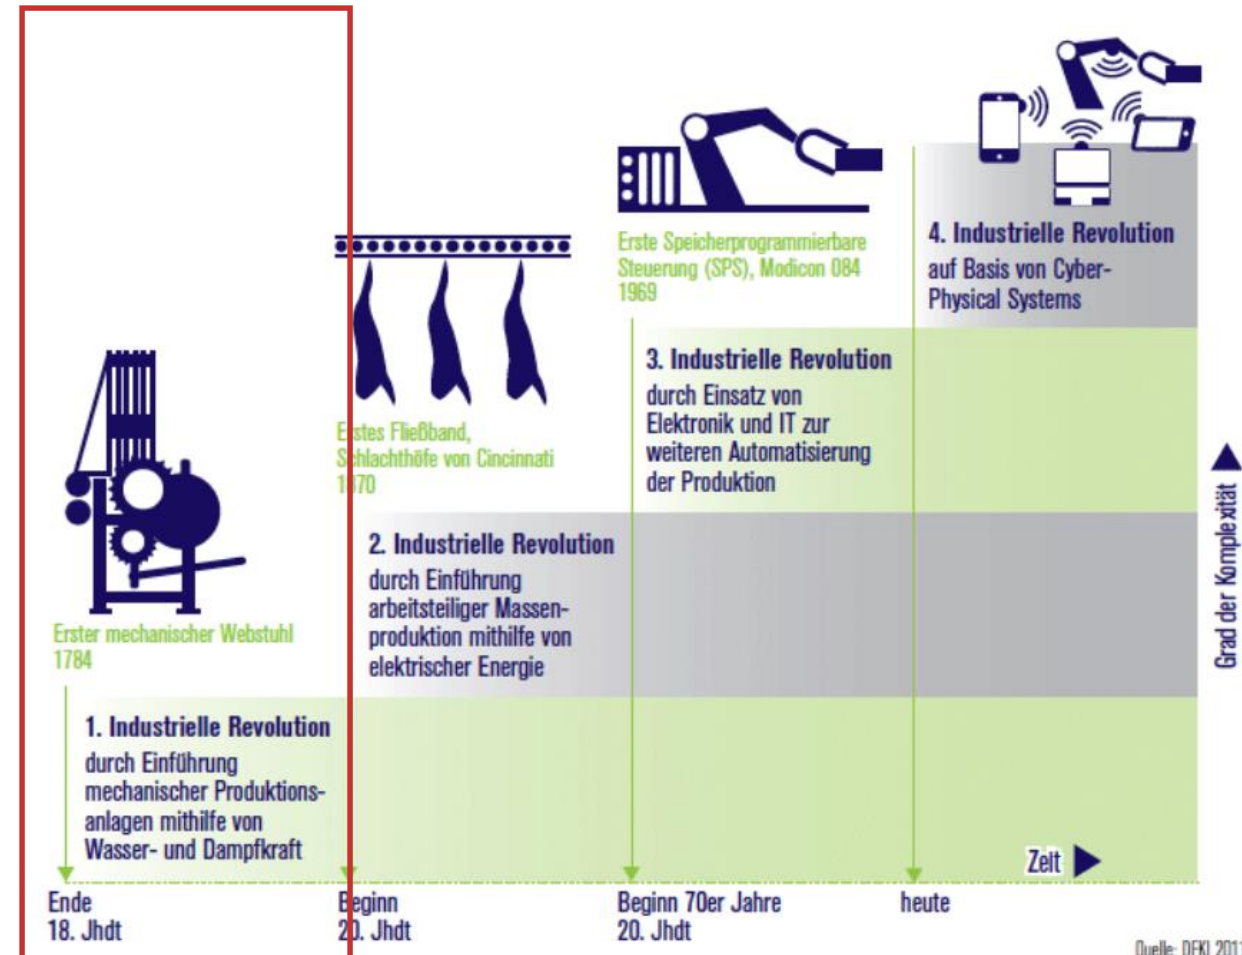 Erster mechanischer Webstuhl
1784
1. Industrielle Revolution
durch Einführung
mechanischer Produktions-
anlagen mithilfe von
Wasser- und Dampfkraft
Ende
18. Jhdt
Erstes Fließband,
Schlachthöfe von Cincinnati
1870
2. Industrielle Revolution
durch Einführung
arbeitsteiliger Massen-
produktion mithilfe von
elektrischer Energie
Beginn
20. Jhdt
Erste Speicherprogrammierbare
Steuerung (SPS), Modicon 084
1969
3. Industrielle Revolution
durch Einsatz von
Elektronik und IT zur
weiteren Automatisierung
der Produktion
Beginn 70er Jahre
20. Jhdt
4. Industrielle Revolution
auf Basis von Cyber-
Physical Systems
heute
Zeit
Grad der Komplexität
Quelle: DFKI 2011